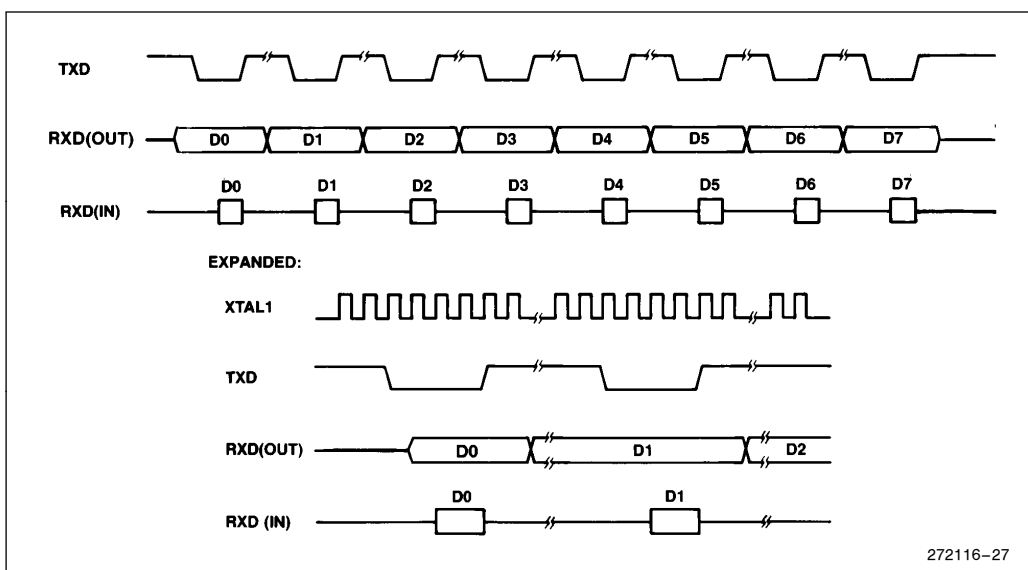 TXD
RXD(OUT) D0 D1 D2 D3 D4 D5 D6 D7
D0 D1 D2 D3 D4 D5 D6 D7
RXD(IN)
EXPANDED:
XTAL1
TXD
RXD(OUT) D0 D1 D2
D0 D1
RXD (IN)
272116-27